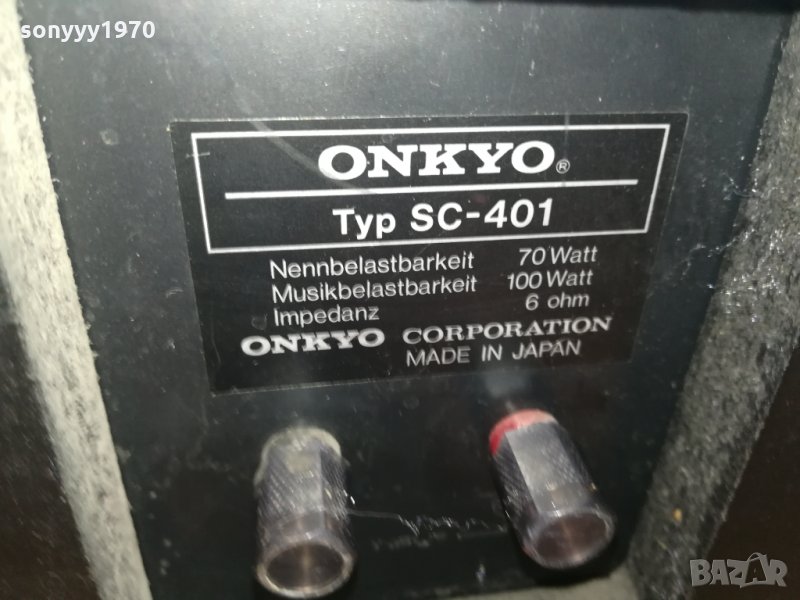 sonyyy1970
ONKYO®
Typ SC-401
Nennbelastbarkeit 70 Watt
Musikbelastbarkeit 100 Watt
Impedanz 6 ohm
ONKYO CORPORATION
MADE IN JAPAN
BAZAR